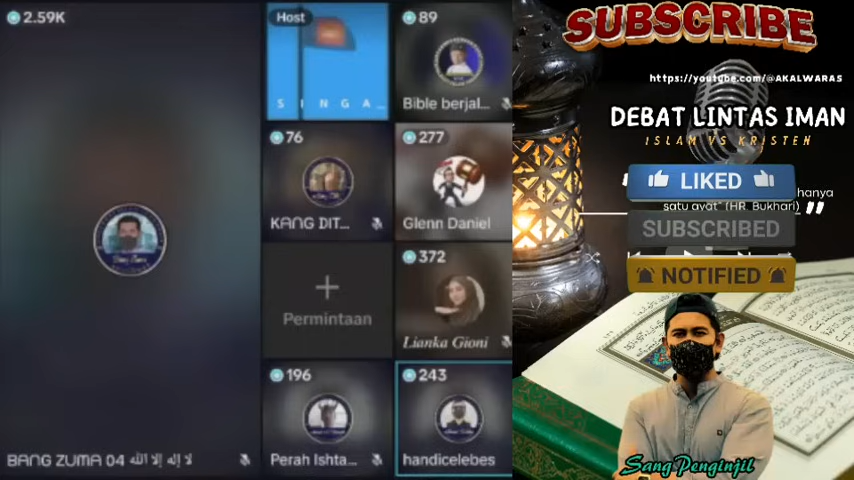 2.59K
BANG ZUMA 04 لا إله إلا الله
Host
S I N G A...
89
Bible berjal...
76
KANG DIT...
277
Glenn Daniel
Permintaan
372
Lianka Gioni
196
Perah Ishta...
243
handicelebes
SUBSCRIBE
https://youtube.com/@AKALWARAS
DEBAT LINTAS IMAN
ISLAM VS KRISTEN
LIKED
hanya
satu ayat" (HR. Bukhari)
SUBSCRIBED
NOTIFIED
Sang Penginjil